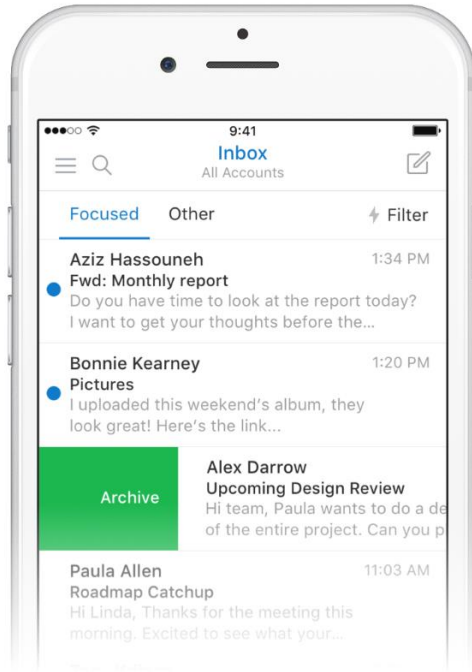 9:41
Inbox
All Accounts
Focused Other Filter
Aziz Hassouneh 1:34 PM
Fwd: Monthly report
Do you have time to look at the report today?
I want to get your thoughts before the...
Bonnie Kearney 1:20 PM
Pictures
I uploaded this weekend's album, they
look great! Here's the link...
Archive
Alex Darrow
Upcoming Design Review
Hi team, Paula wants to do a de
of the entire project. Can you p
Paula Allen 11:03 AM
Roadmap Catchup
Hi Linda, Thanks for the meeting this
morning. Excited to see what your...